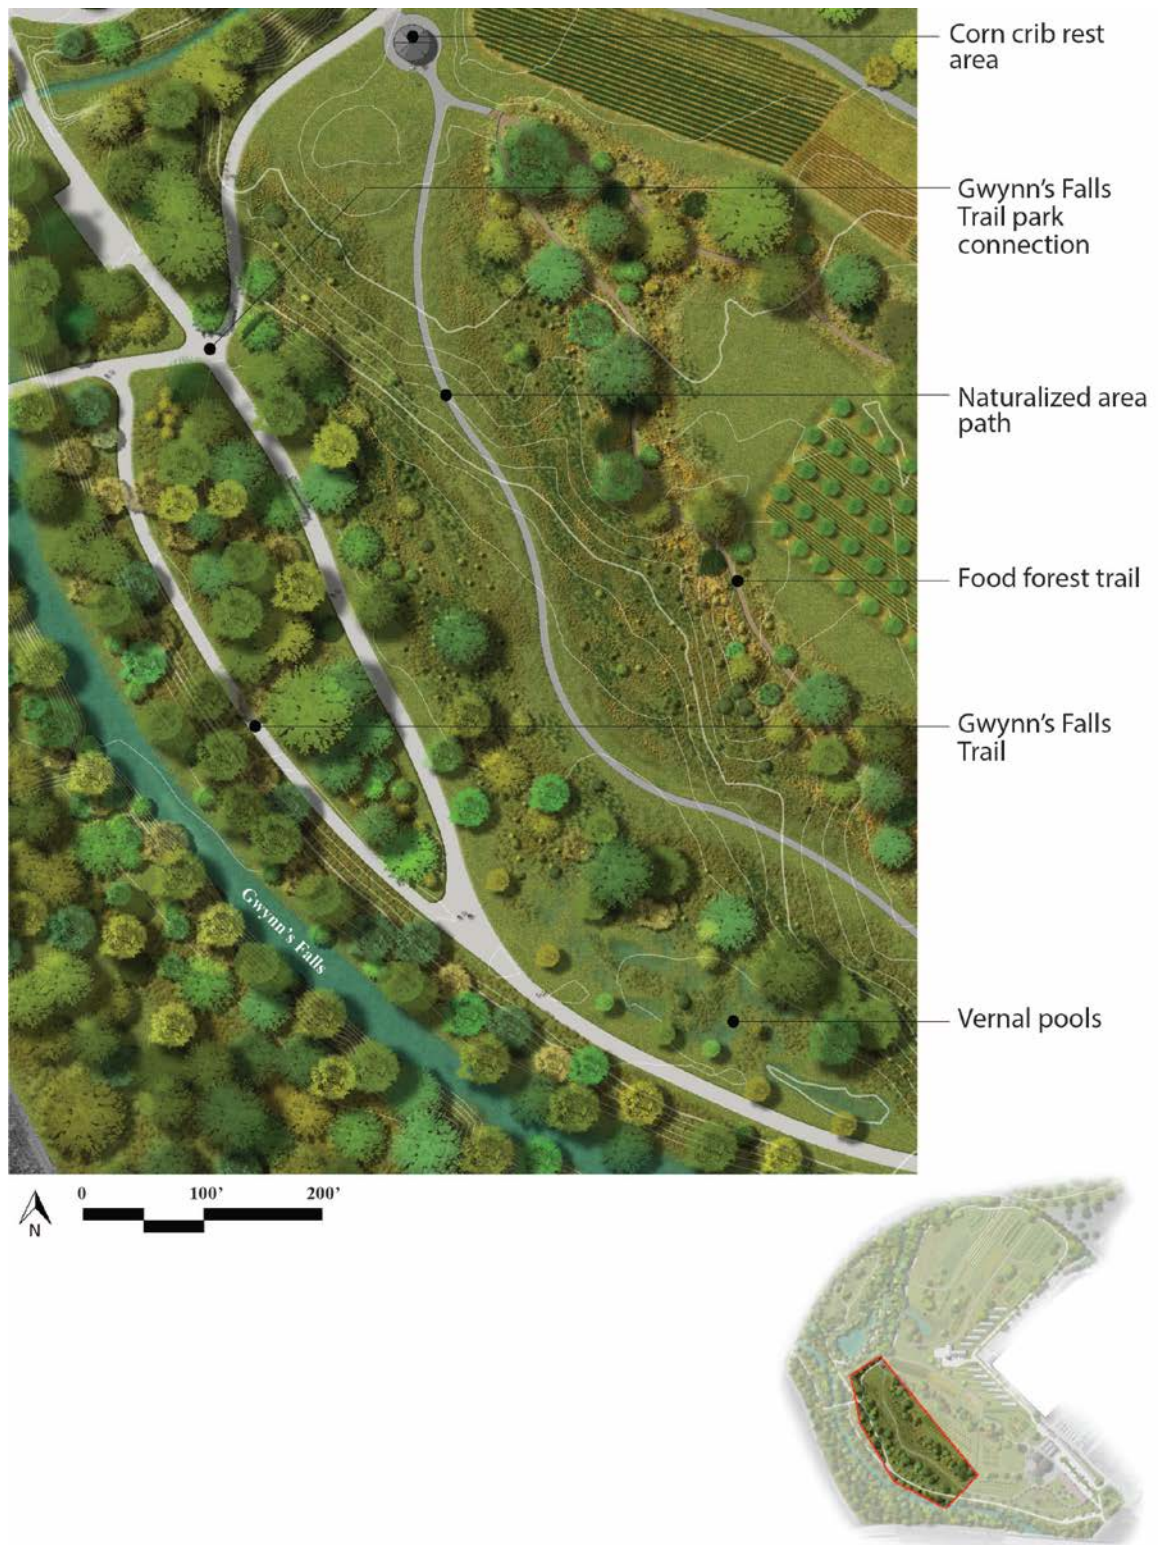 Corn crib rest
area
Gwynn's Falls
Trail park
connection
Naturalized area
path
Food forest trail
Gwynn's Falls
Trail
Gwynn's Falls
Vernal pools
0 100' 200'
N